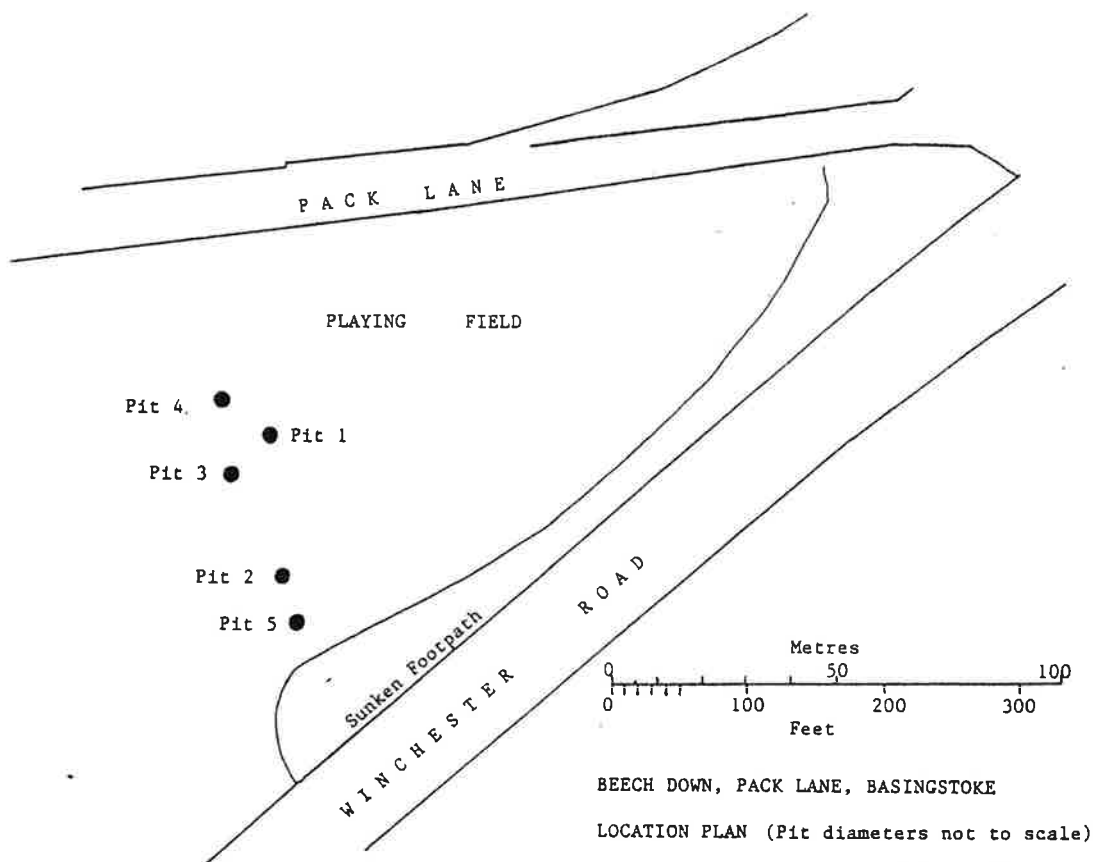 PACK LANE
PLAYING FIELD
Pit 4.
Pit 1
Pit 3
Pit 2
Pit 5
Sunken Footpath
WINCHESTER ROAD
Metres
0 50 100
0 100 200 300
Feet
BEECH DOWN, PACK LANE, BASINGSTOKE
LOCATION PLAN (Pit diameters not to scale)